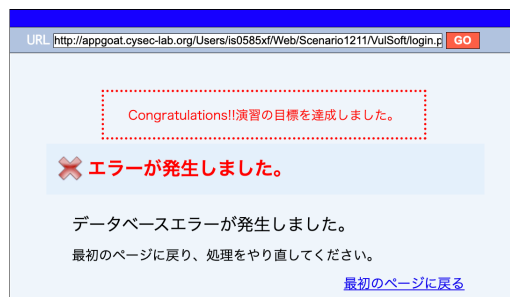 URL http://appgoat.cysec-lab.org/Users/is0585xf/Web/Scenario1211/VulSoft/login.p GO
Congratulations!!演習の目標を達成しました。
エラーが発生しました。
データベースエラーが発生しました。
最初のページに戻り、処理をやり直してください。
最初のページに戻る